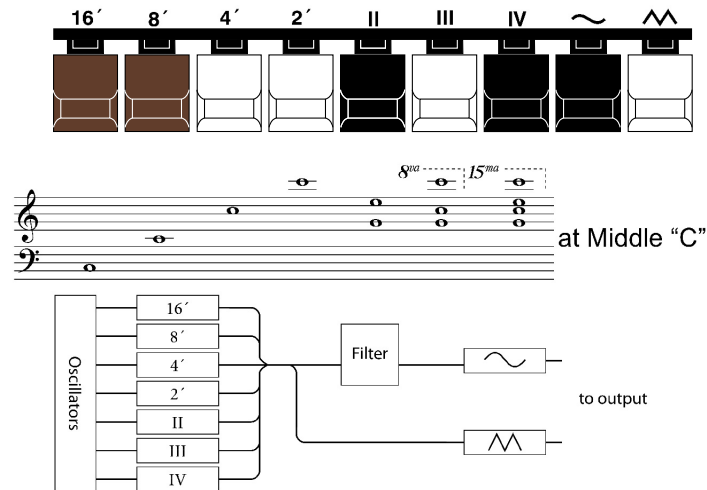 16´ 8´ 4´ 2´ II III IV
8va 15ma
at Middle “C”
Oscillators
16´
8´
4´
2´
II
III
IV
Filter
to output